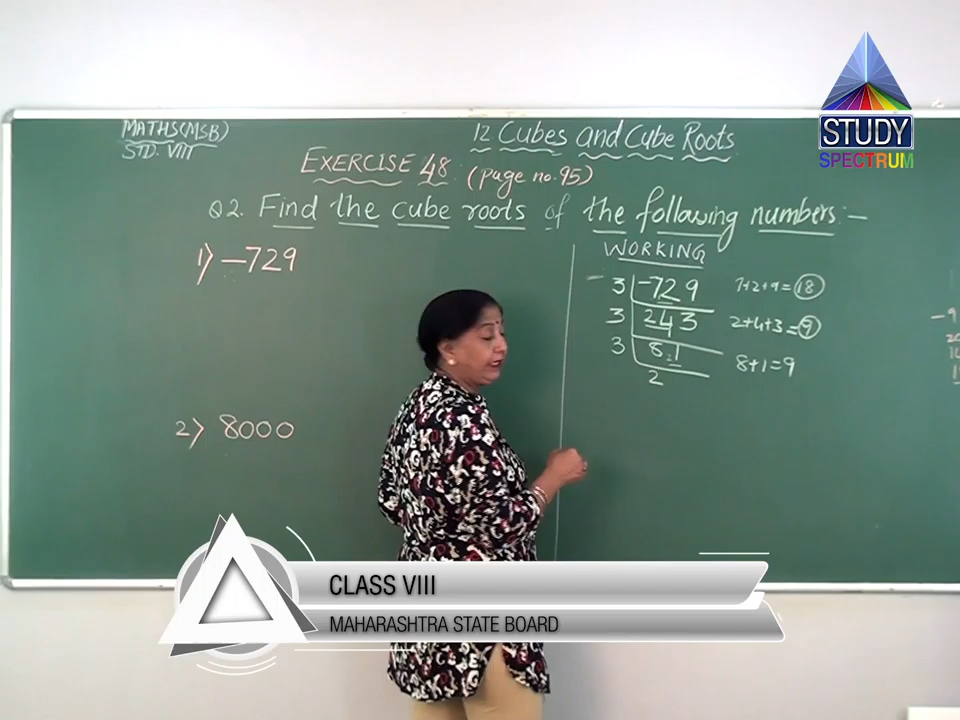 STUDY
SPECTRUM
MATHS(MSB)
STD. VIII
12 Cubes and Cube Roots
EXERCISE 48: (page no. 95)
Q2. Find the cube roots of the following numbers:-
1) -729
2) 8000
WORKING
3 | -729 7+2+9=18
3 | 243 2+4+3=9
3 | 81 8+1=9
2
CLASS VIII
MAHARASHTRA STATE BOARD